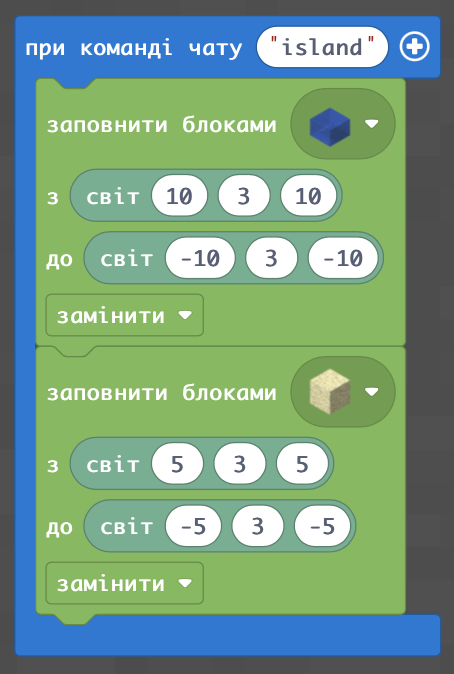 при команді чату "island"
заповнити блоками
з світ 10 3 10
до світ -10 3 -10
замінити
заповнити блоками
з світ 5 3 5
до світ -5 3 -5
замінити